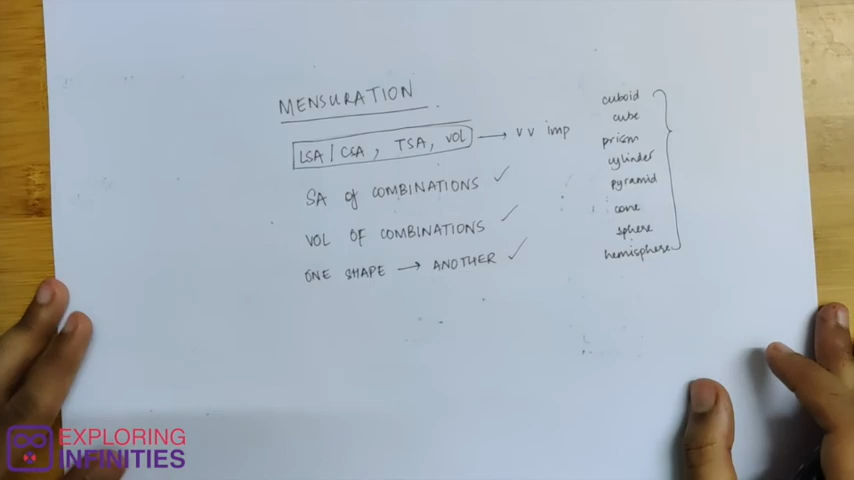 MENSURATION
LSA / CSA, TSA, VOL → VV imp
SA of COMBINATIONS ✓
VOL OF COMBINATIONS ✓
ONE SHAPE → ANOTHER ✓
cuboid
cube
prism
cylinder
pyramid
cone
sphere
hemisphere
EXPLORING
INFINITIES